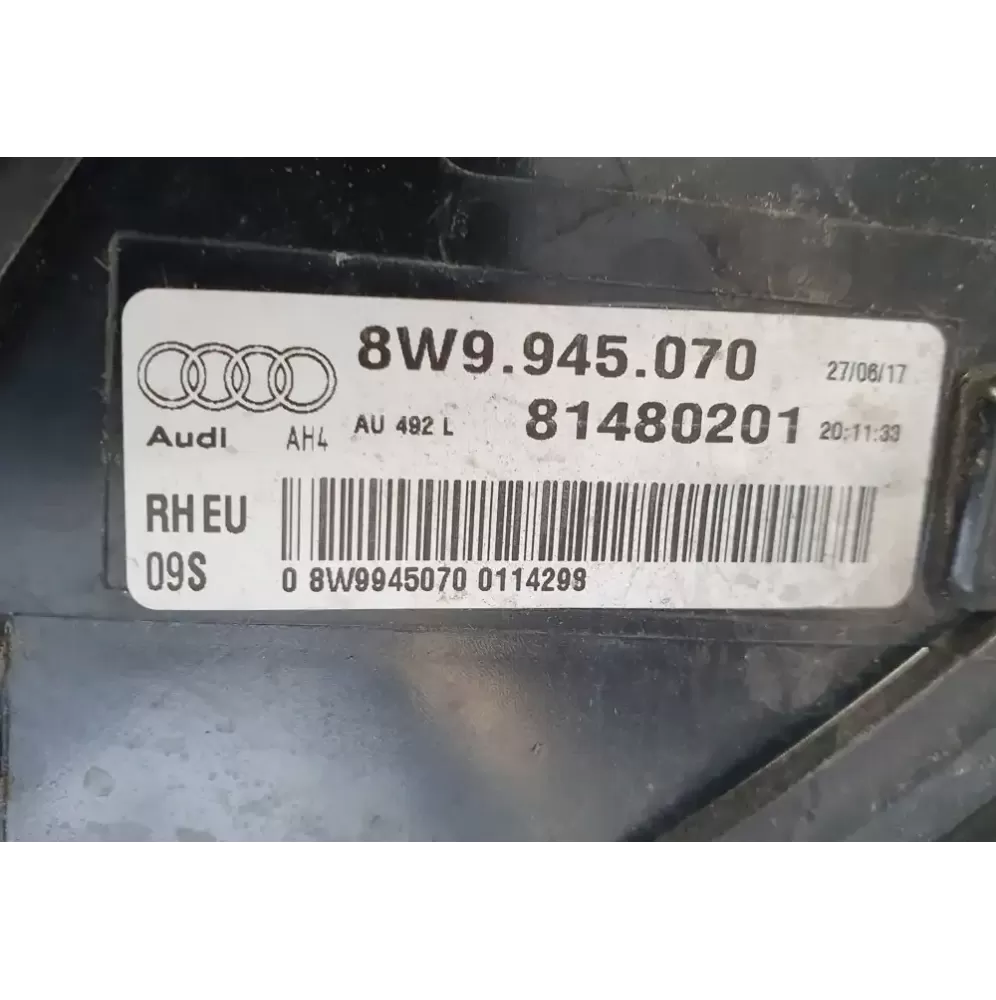 8W9.945.070 27/06/17
Audi AH4 AU 492 L 81480201 20:11:33
RH EU
09S
0 8W9945070 0114298